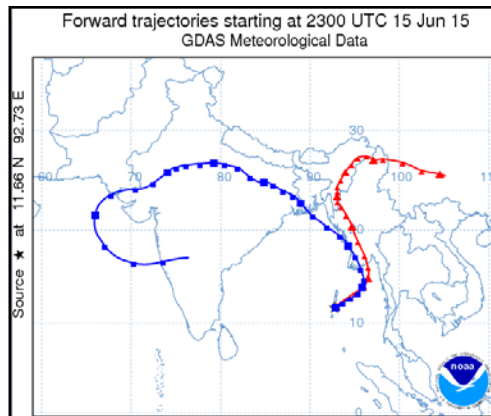 Forward trajectories starting at 2300 UTC 15 Jun 15
GDAS Meteorological Data
Source ★ at 11.66 N 92.73 E
60
70
80
90
100
110
30
20
10
noaa